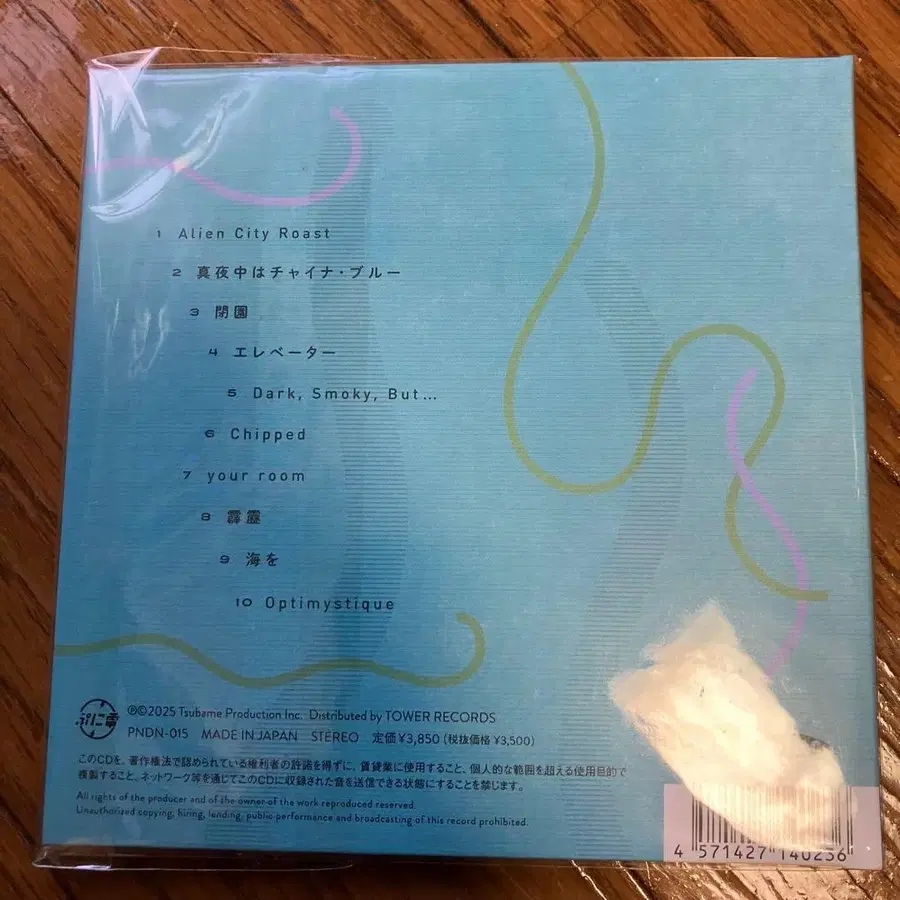 1 Alien City Roast
2 真夜中はチャイナ・ブルー
3 閉園
4 エレベーター
5 Dark, Smoky, But...
6 Chipped
7 your room
8 霹靂
9 海を
10 Optimystique
ぷに電
℗©2025 Tsubame Production Inc. Distributed by TOWER RECORDS
PNDN-015 MADE IN JAPAN STEREO 定価¥3,850 (税抜価格 ¥3,500)
このCDを、著作権法で認められている権利者の許諾を得ずに、賃貸業に使用すること、個人的な範囲を超える使用目的で
複製すること、ネットワーク等を通じてこのCDに収録された音を送信できる状態にすることを禁じます。
All rights of the producer and of the owner of the work reproduced reserved.
Unauthorized copying, hiring, lending, public performance and broadcasting of this record prohibited.
4 571427 140236